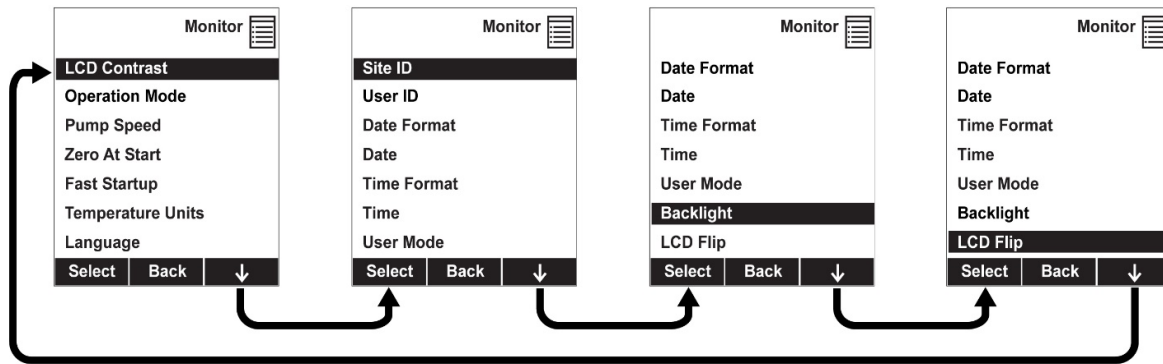 Monitor
LCD Contrast
Operation Mode
Pump Speed
Zero At Start
Fast Startup
Temperature Units
Language
Select Back ↓
Monitor
Site ID
User ID
Date Format
Date
Time Format
Time
User Mode
Select Back ↓
Monitor
Date Format
Date
Time Format
Time
User Mode
Backlight
LCD Flip
Select Back ↓
Monitor
Date Format
Date
Time Format
Time
User Mode
Backlight
LCD Flip
Select Back ↓